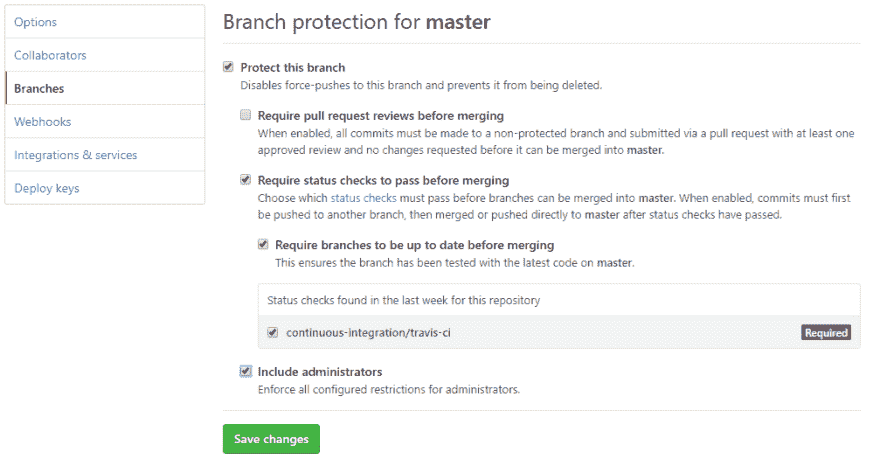 Options
Collaborators
Branches
Webhooks
Integrations & services
Deploy keys
Branch protection for master
Protect this branch
Disables force-pushes to this branch and prevents it from being deleted.
Require pull request reviews before merging
When enabled, all commits must be made to a non-protected branch and submitted via a pull request with at least one
approved review and no changes requested before it can be merged into master.
Require status checks to pass before merging
Choose which status checks must pass before branches can be merged into master. When enabled, commits must first
be pushed to another branch, then merged or pushed directly to master after status checks have passed.
Require branches to be up to date before merging
This ensures the branch has been tested with the latest code on master.
Status checks found in the last week for this repository
continuous-integration/travis-ci Required
Include administrators
Enforce all configured restrictions for administrators.
Save changes